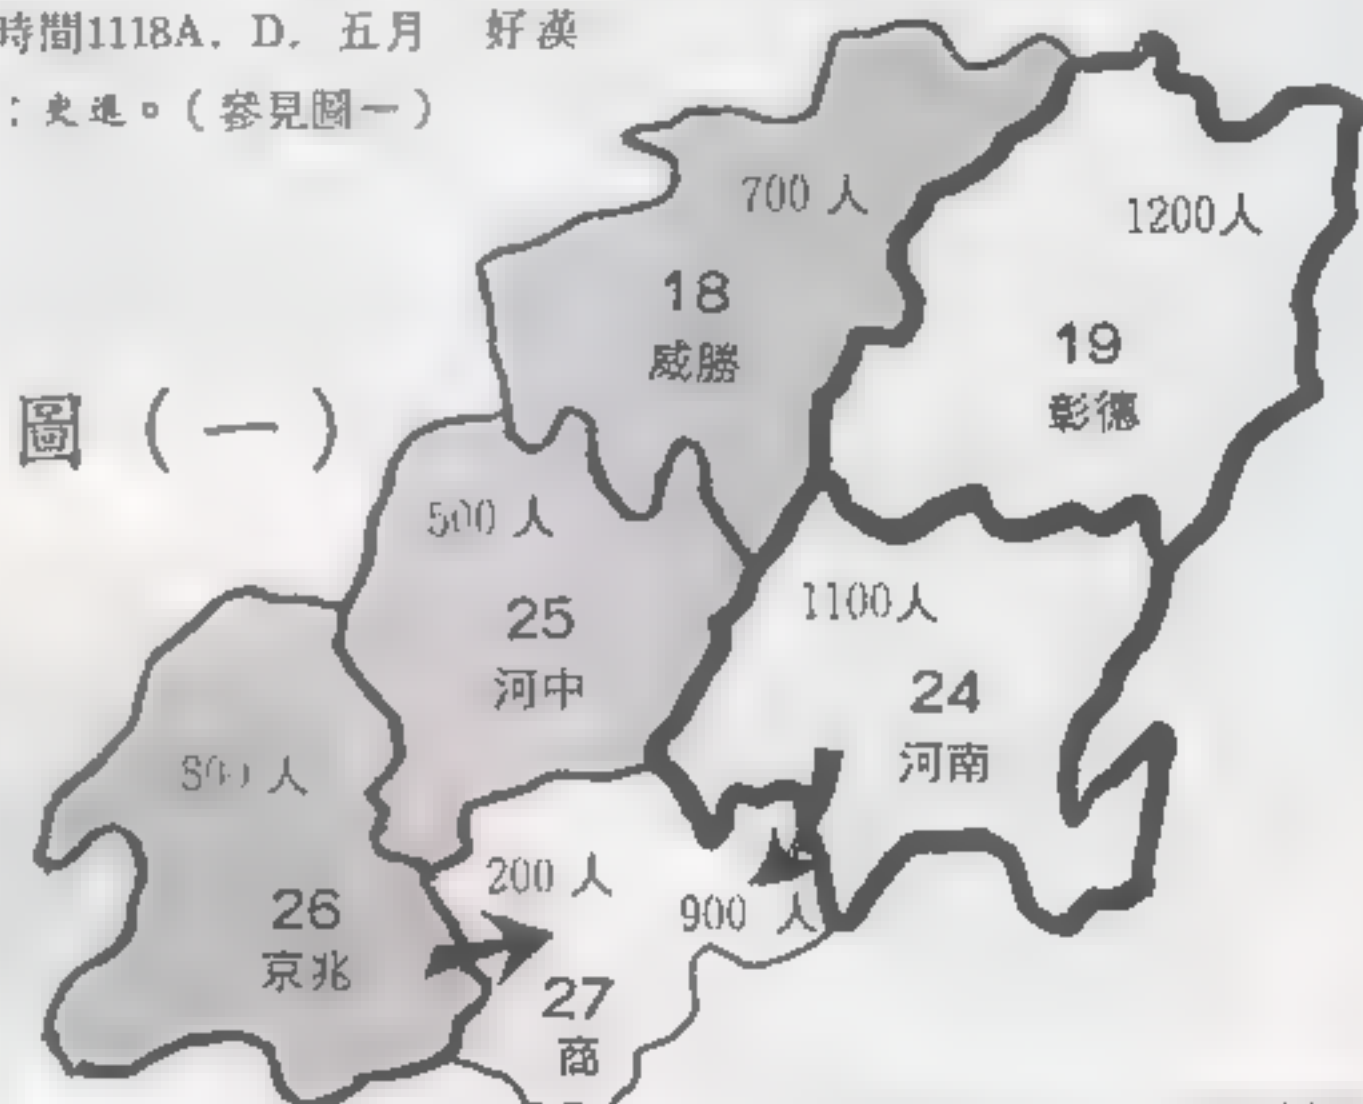 時間1118A. D. 五月 好漢
：史進。(參見圖一)
圖 (一)
700 人
1200人
18
威勝
19
彰德
500 人
25
河中
1100人
24
河南
800 人
26
京兆
200 人
900 人
27
商